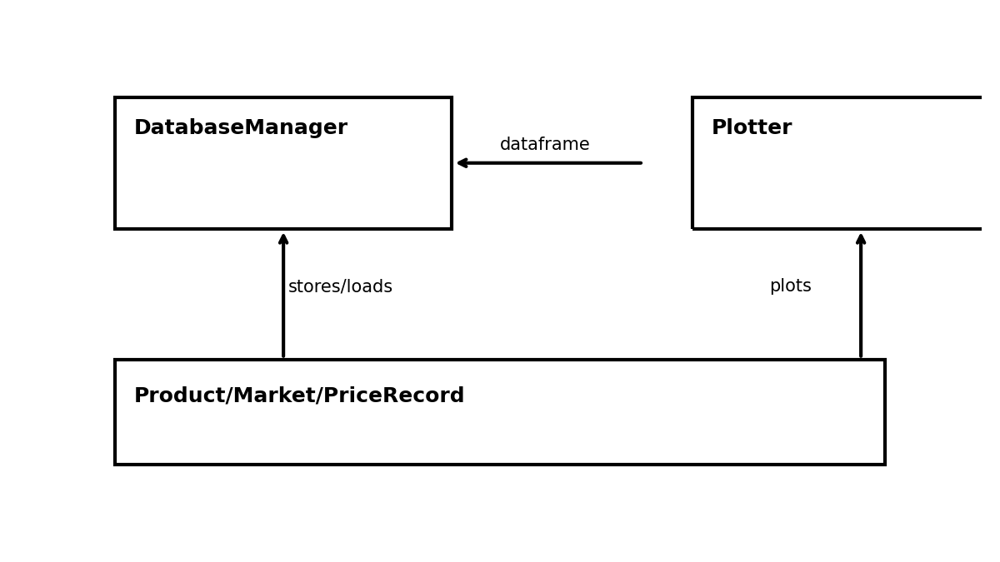 DatabaseManager
Plotter
dataframe
stores/loads
plots
Product/Market/PriceRecord